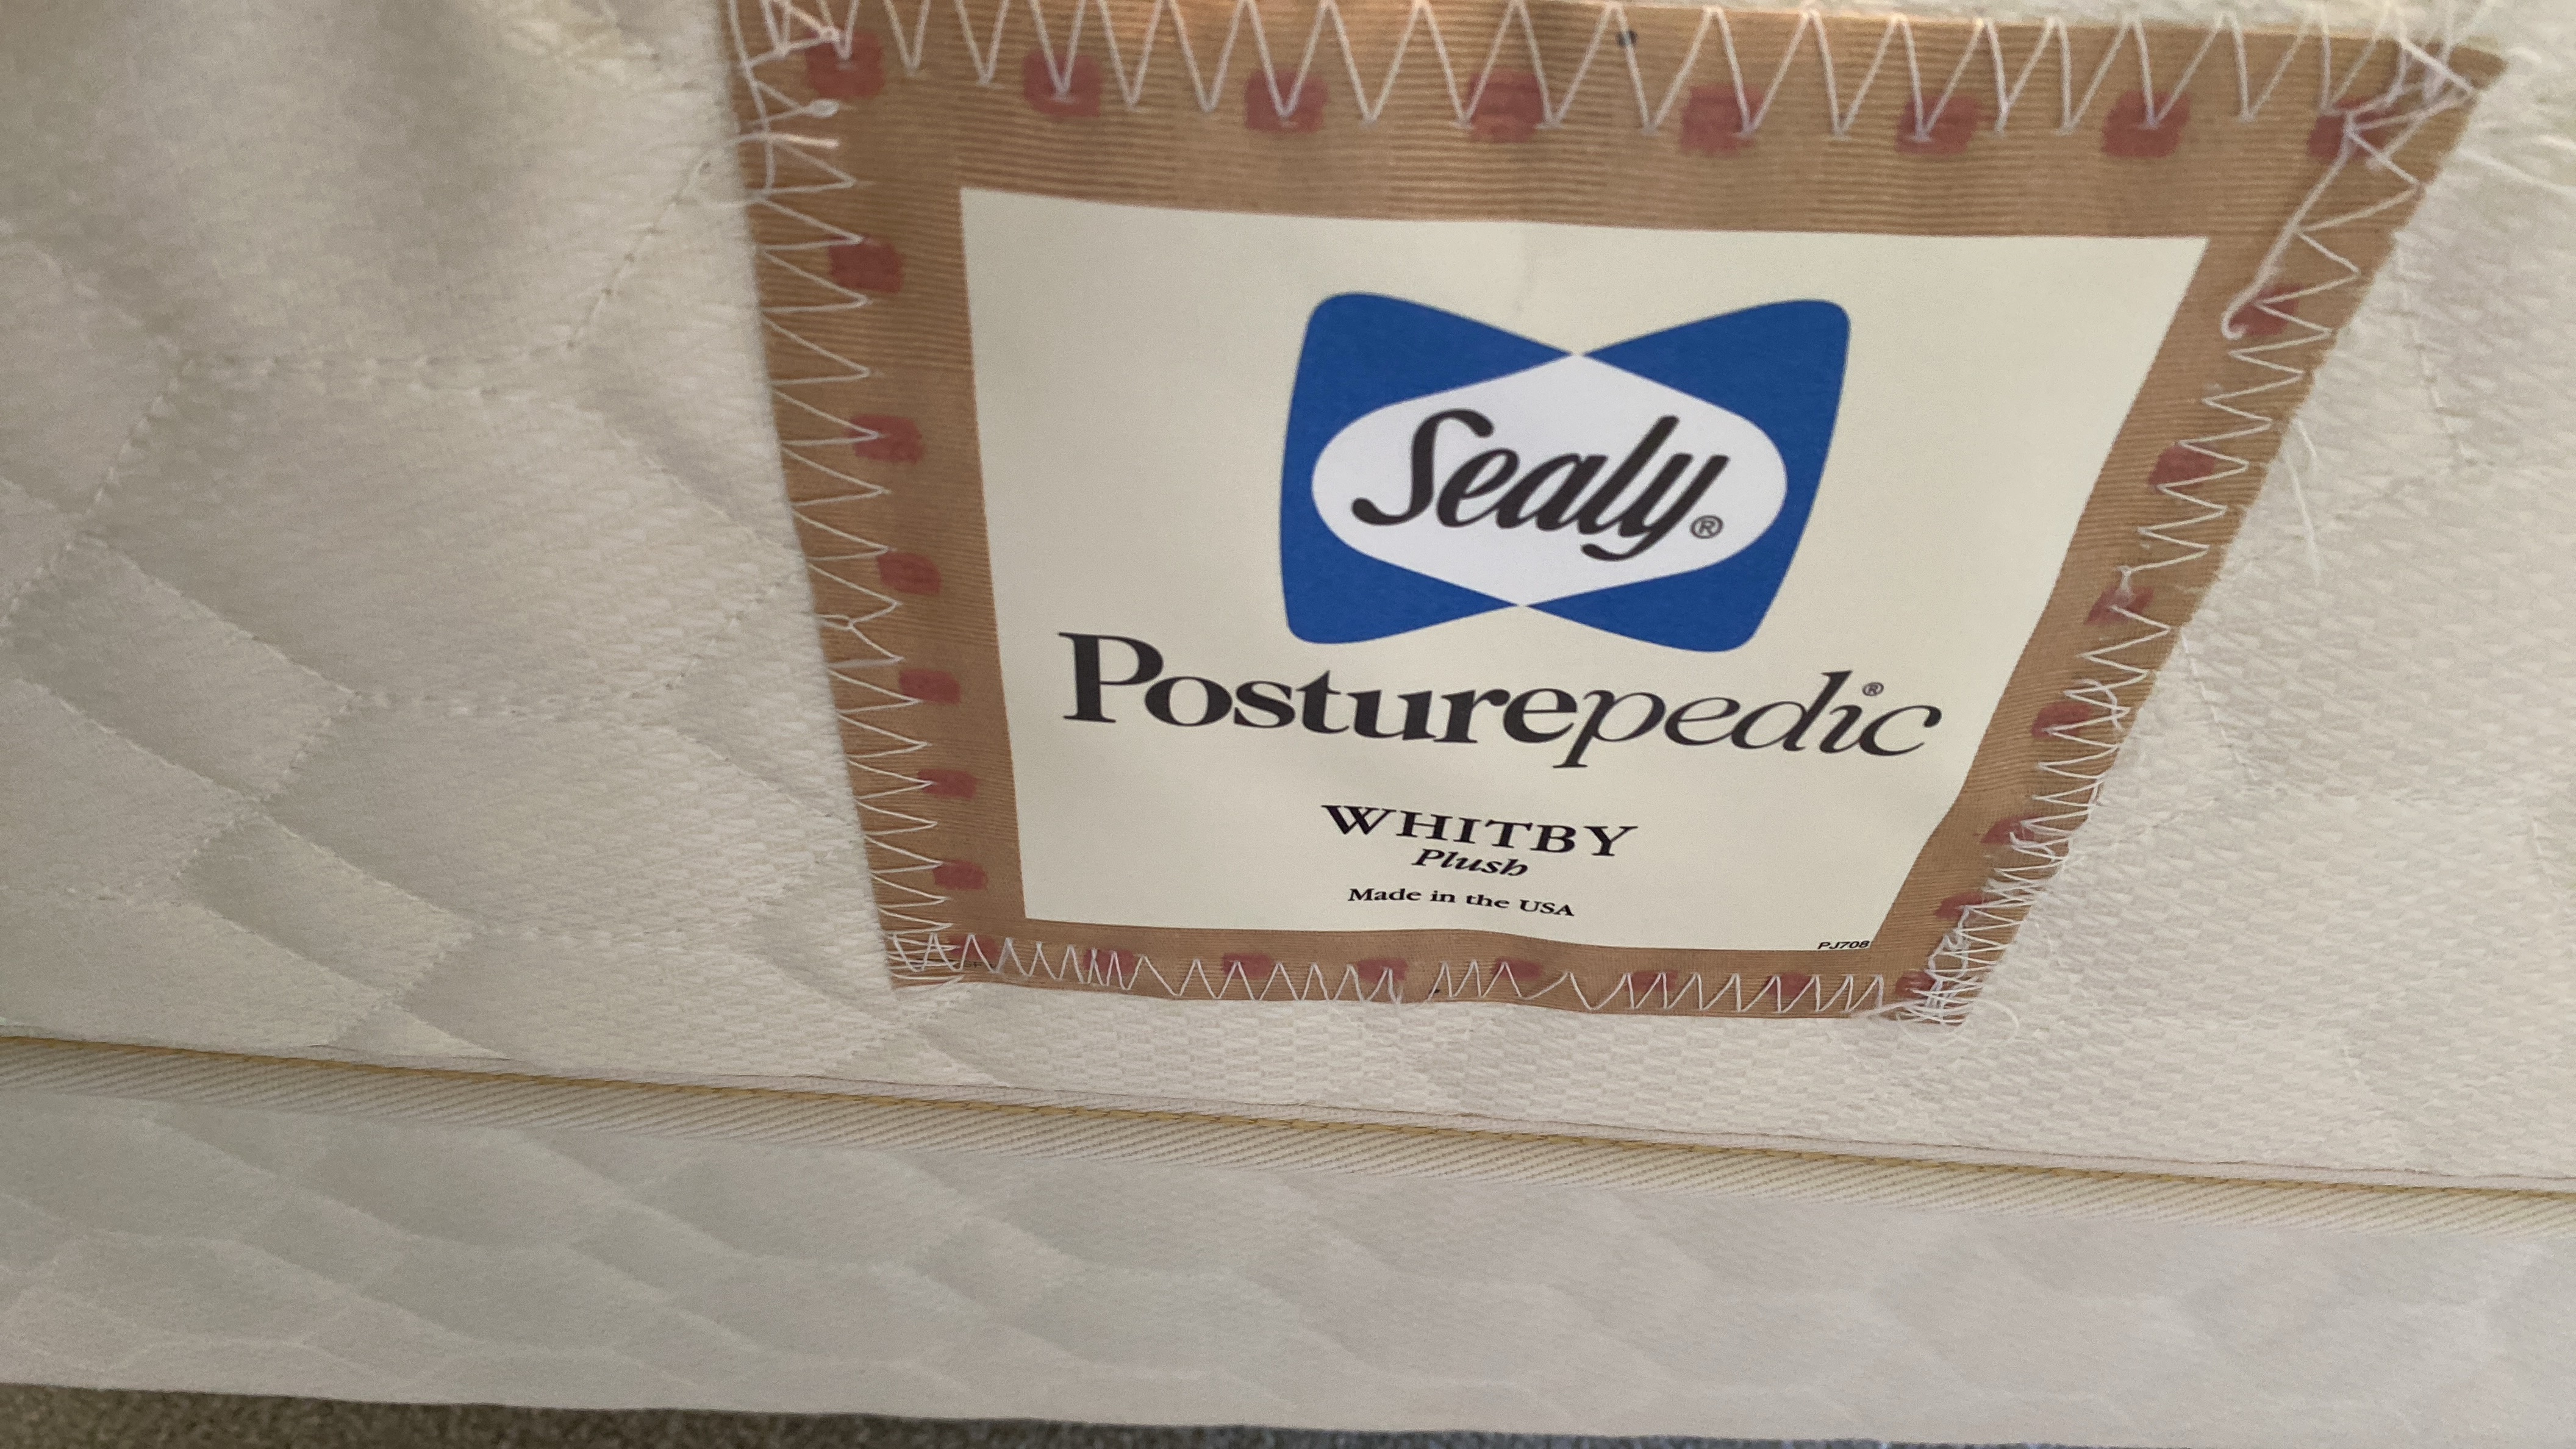 Sealy®
Posturepedic®
WHITBY
Plush
Made in the USA
PJ708